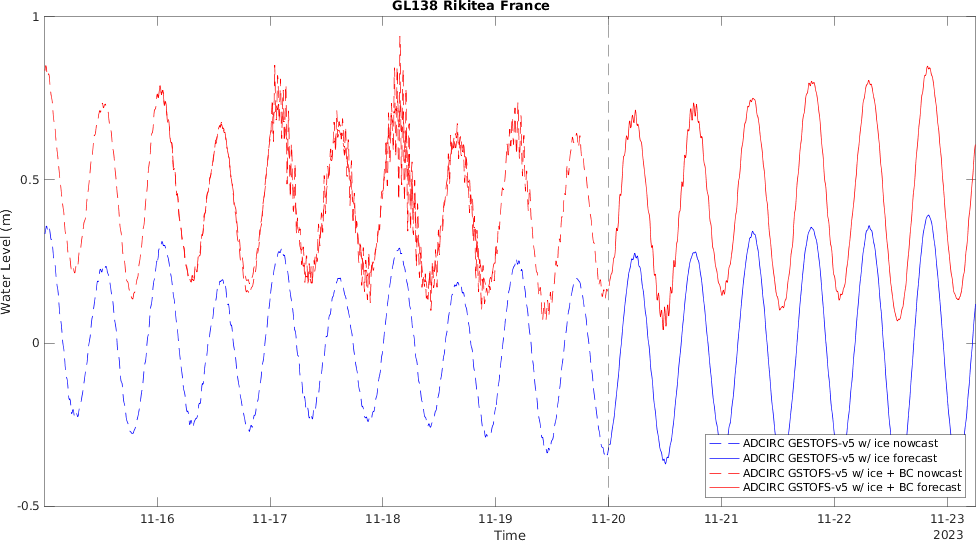 GL138 Rikitea France
1
0.5
0
-0.5
Water Level (m)
ADCIRC GESTOFS-v5 w/ ice nowcast
ADCIRC GESTOFS-v5 w/ ice forecast
ADCIRC GSTOFS-v5 w/ ice + BC nowcast
ADCIRC GSTOFS-v5 w/ ice + BC forecast
11-16 11-17 11-18 11-19 11-20 11-21 11-22 11-23
Time 2023